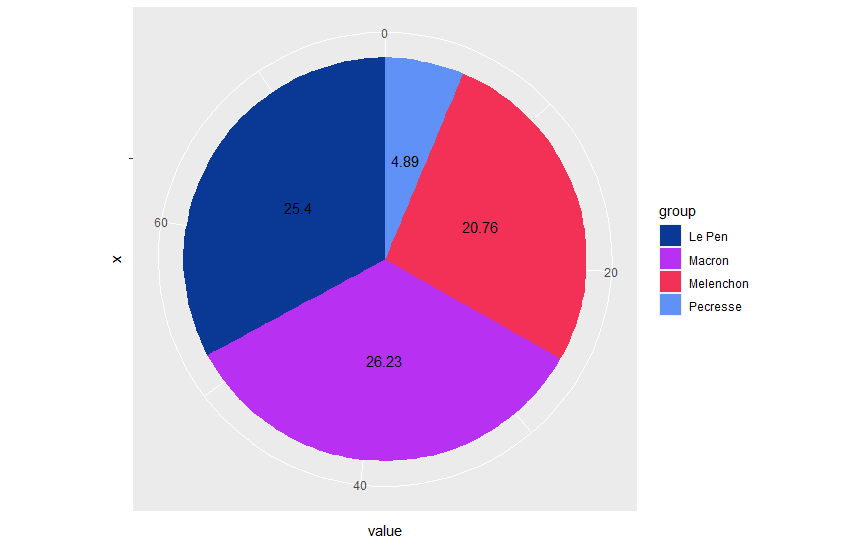 0
4.89
25.4
20.76
60
20
26.23
40
x
value
group
Le Pen
Macron
Melenchon
Pecresse